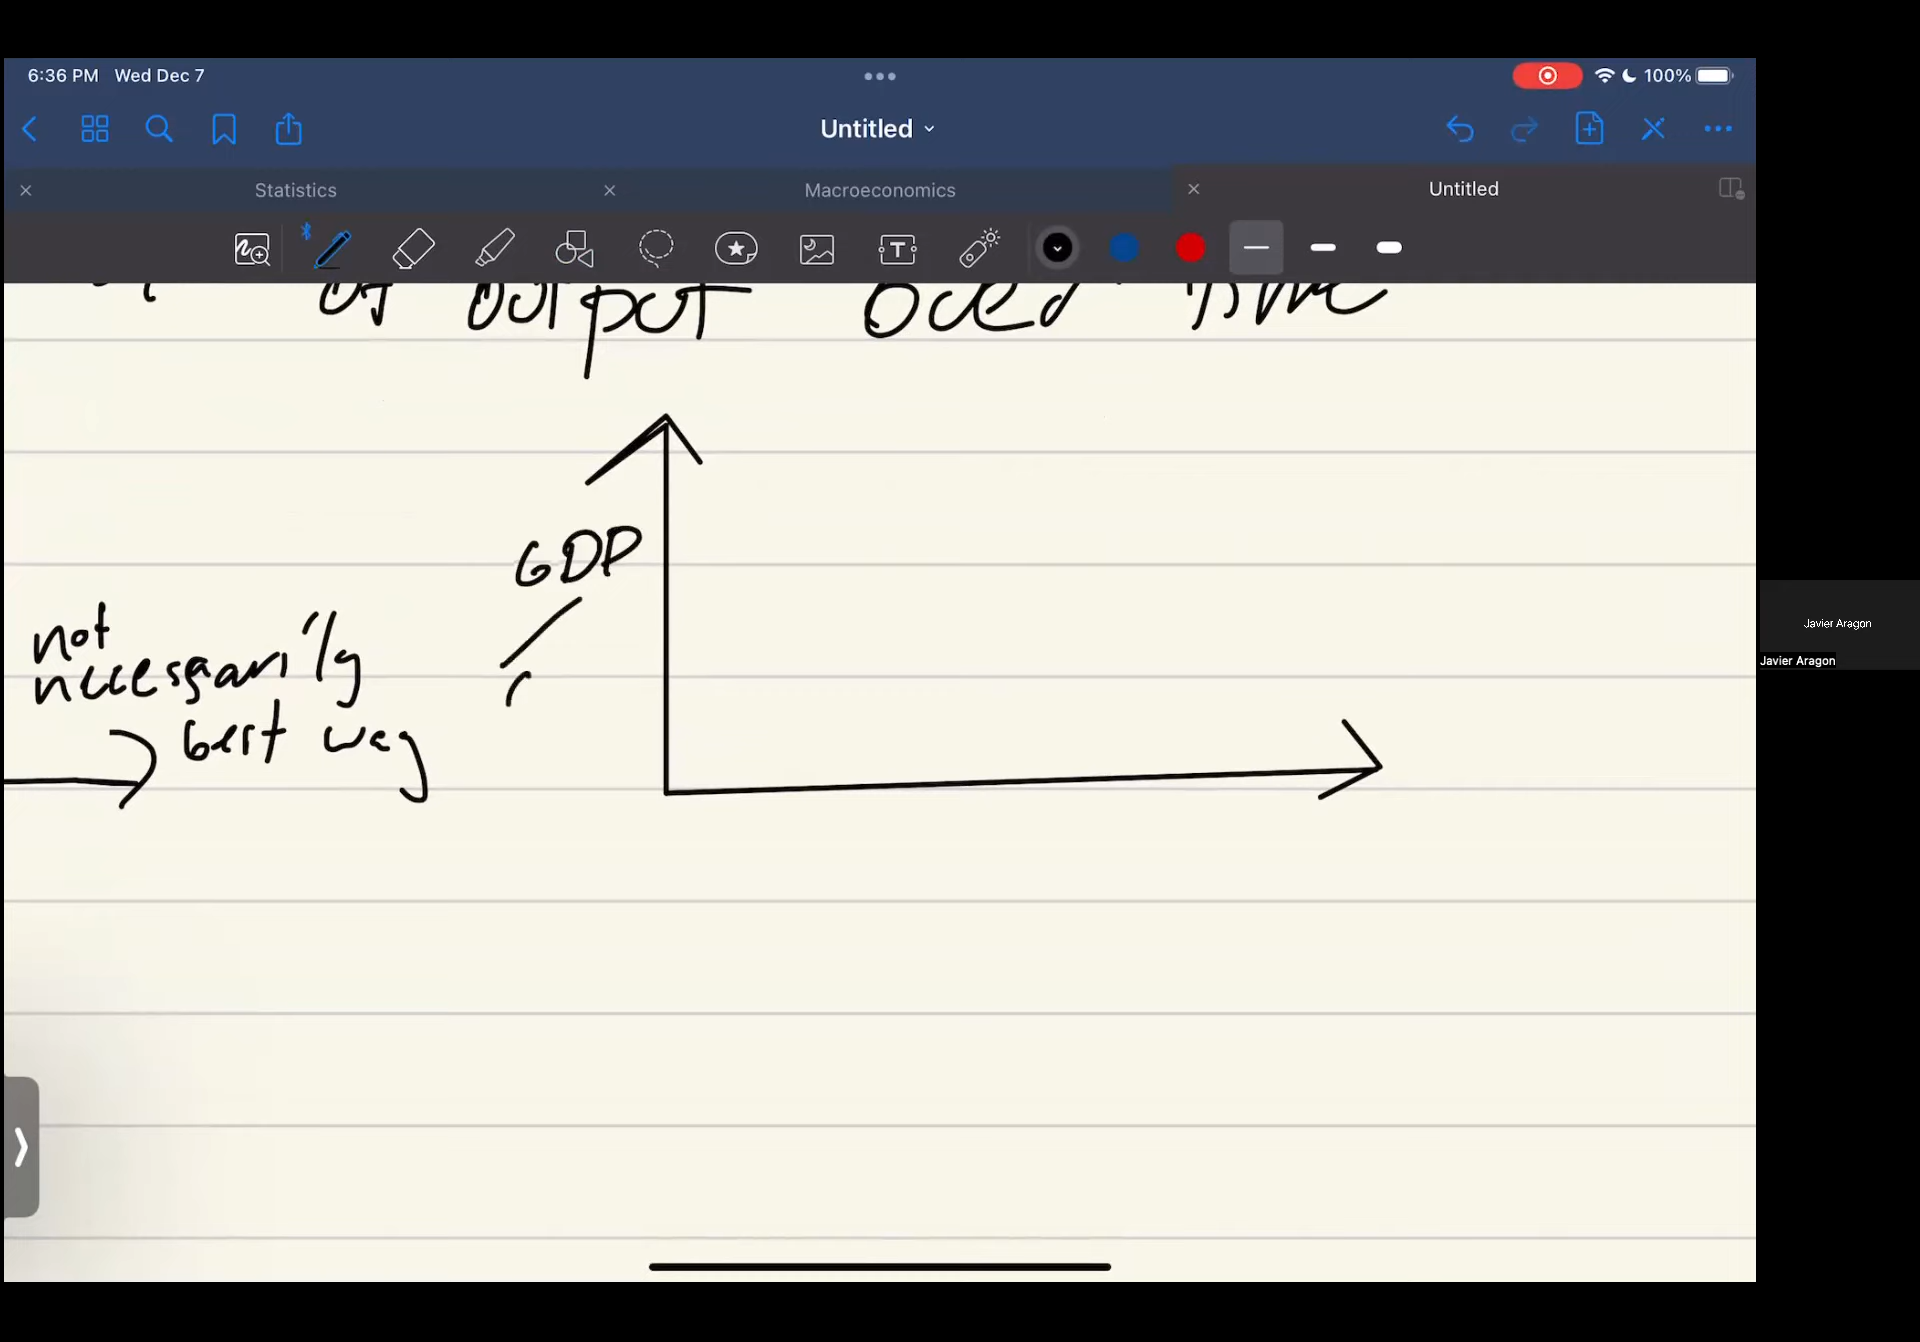 6:36 PM Wed Dec 7
100%
Untitled
Statistics
Macroeconomics
Untitled
T
of output over time
GDP
/
not
necessarily
best way
Javier Aragon
Javier Aragon